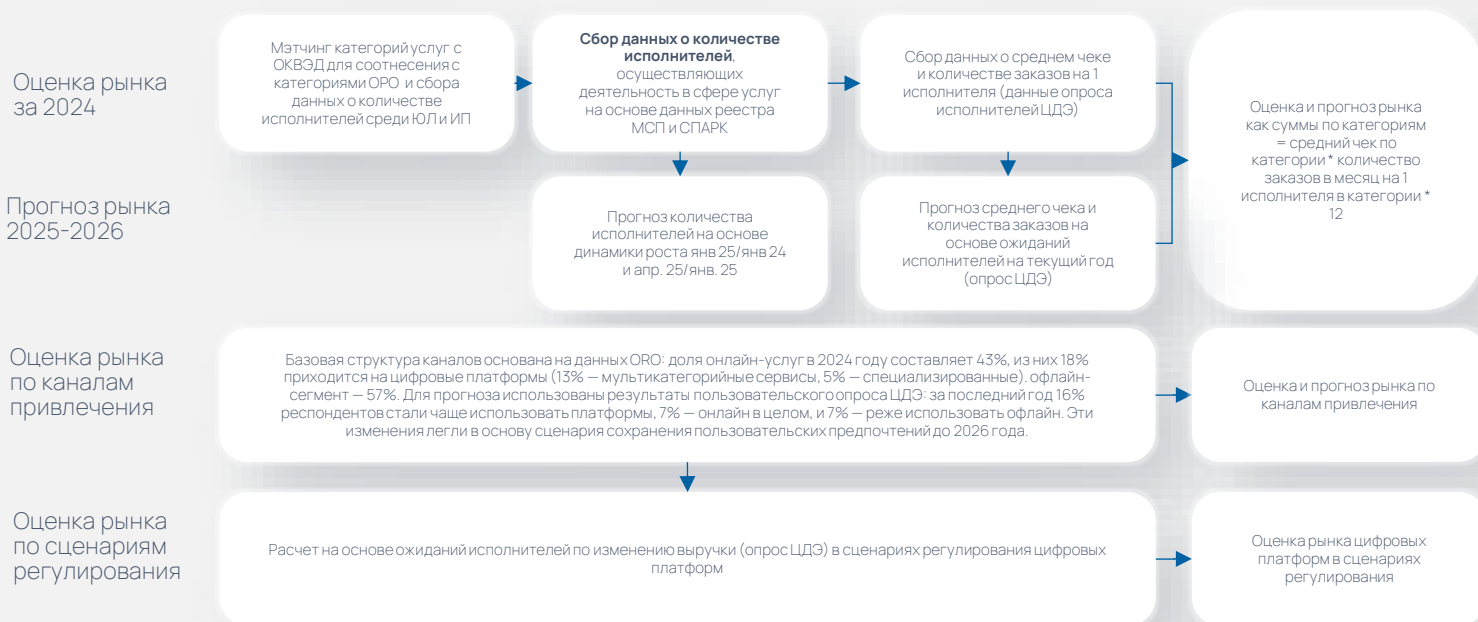 Оценка рынка
за 2024
Мэтчинг категорий услуг с
ОКВЭД для соотнесения с
категориями ОРО и сбора
данных о количестве
исполнителей среди ЮЛ и ИП
Сбор данных о количестве
исполнителей,
осуществляющих
деятельность в сфере услуг
на основе данных реестра
МСП и СПАРК
Сбор данных о среднем чеке
и количестве заказов на 1
исполнителя (данные опроса
исполнителей ЦДЭ)
Оценка и прогноз рынка
как суммы по категориям
= средний чек по
категории * количество
заказов в месяц на 1
исполнителя в категории *
12
Прогноз рынка
2025-2026
Прогноз количества
исполнителей на основе
динамики роста янв 25/янв 24
и апр. 25/янв. 25
Прогноз среднего чека и
количества заказов на
основе ожиданий
исполнителей на текущий год
(опрос ЦДЭ)
Оценка рынка
по каналам
привлечения
Базовая структура каналов основана на данных ORO: доля онлайн-услуг в 2024 году составляет 43%, из них 18%
приходится на цифровые платформы (13% — мультикатегорийные сервисы, 5% — специализированные). офлайн-
сегмент — 57%. Для прогноза использованы результаты пользовательского опроса ЦДЭ: за последний год 16%
респондентов стали чаще использовать платформы, 7% — онлайн в целом, и 7% — реже использовать офлайн. Эти
изменения легли в основу сценария сохранения пользовательских предпочтений до 2026 года.
Оценка и прогноз рынка по
каналам привлечения
Оценка рынка
по сценариям
регулирования
Расчет на основе ожиданий исполнителей по изменению выручки (опрос ЦДЭ) в сценариях регулирования цифровых
платформ
Оценка рынка цифровых
платформ в сценариях
регулирования